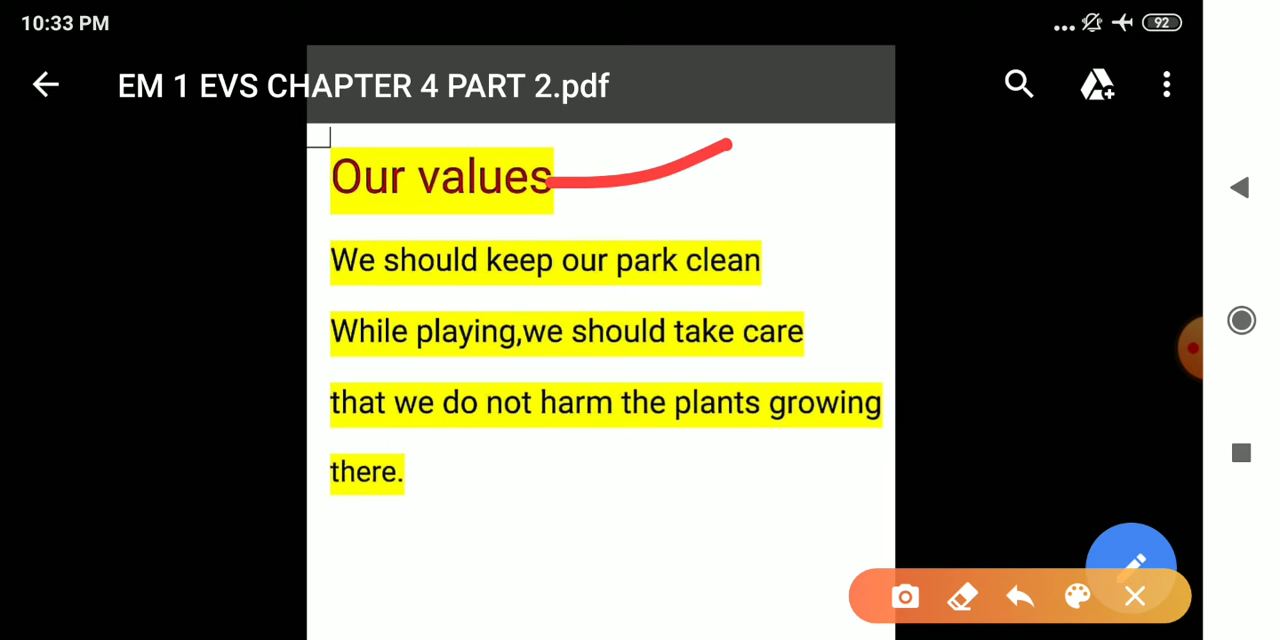 10:33 PM
92
EM 1 EVS CHAPTER 4 PART 2.pdf
Our values
We should keep our park clean
While playing,we should take care
that we do not harm the plants growing
there.